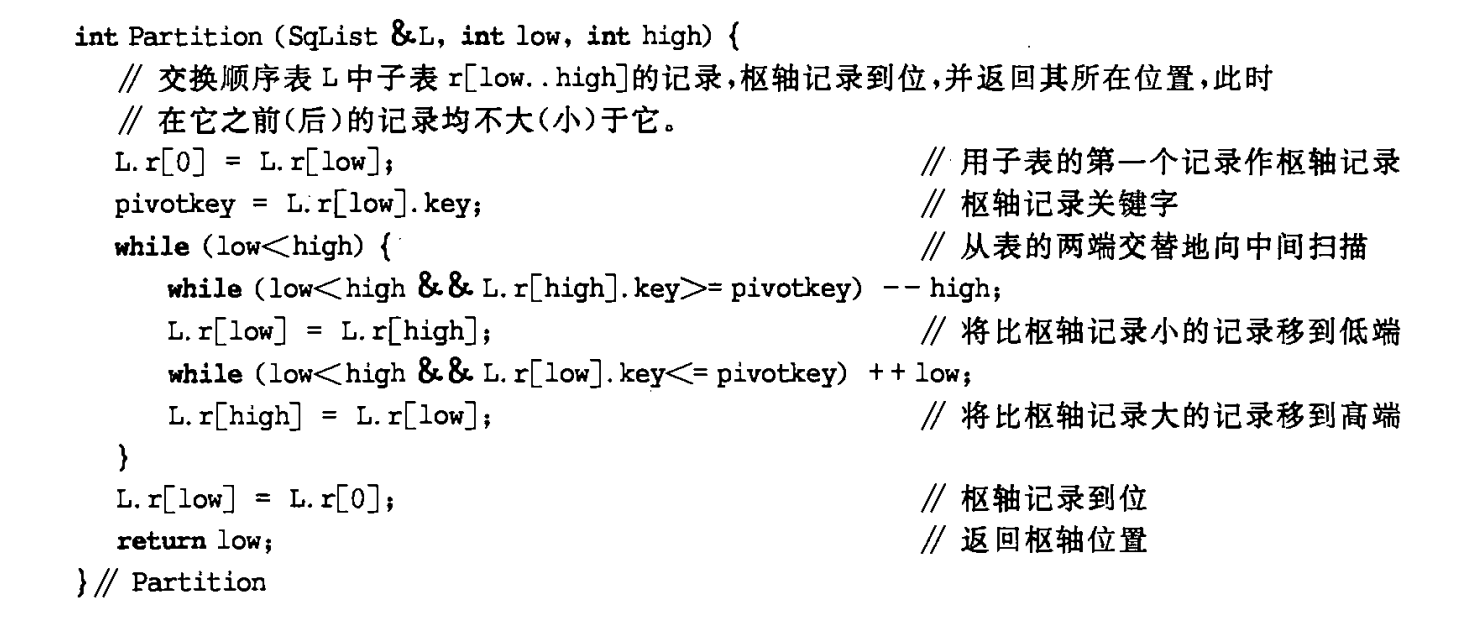 int Partition (SqList &L, int low, int high) {
// 交换顺序表 L 中子表 r[low..high]的记录,枢轴记录到位,并返回其所在位置,此时
// 在它之前(后)的记录均不大(小)于它。
L.r[0] = L.r[low]; // 用子表的第一个记录作枢轴记录
pivotkey = L.r[low].key; // 枢轴记录关键字
while (low<high) { // 从表的两端交替地向中间扫描
while (low<high && L.r[high].key>= pivotkey) -- high;
L.r[low] = L.r[high]; // 将比枢轴记录小的记录移到低端
while (low<high && L.r[low].key<= pivotkey) ++ low;
L.r[high] = L.r[low]; // 将比枢轴记录大的记录移到高端
}
L.r[low] = L.r[0]; // 枢轴记录到位
return low; // 返回枢轴位置
} // Partition